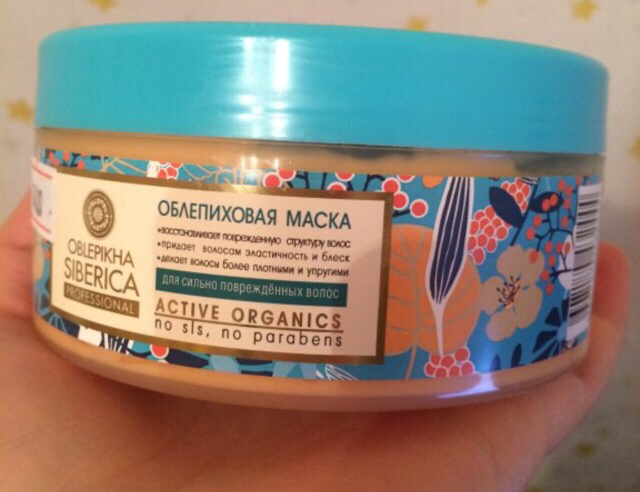 OBLEPIKHA
SIBERICA
PROFESSIONAL
ОБЛЕПИХОВАЯ МАСКА
•восстанавливает повреждённую структуру волос
•придает волосам эластичность и блеск
•делает волосы более плотными и упругими
для сильно повреждённых волос
ACTIVE ORGANICS
no sls, no parabens